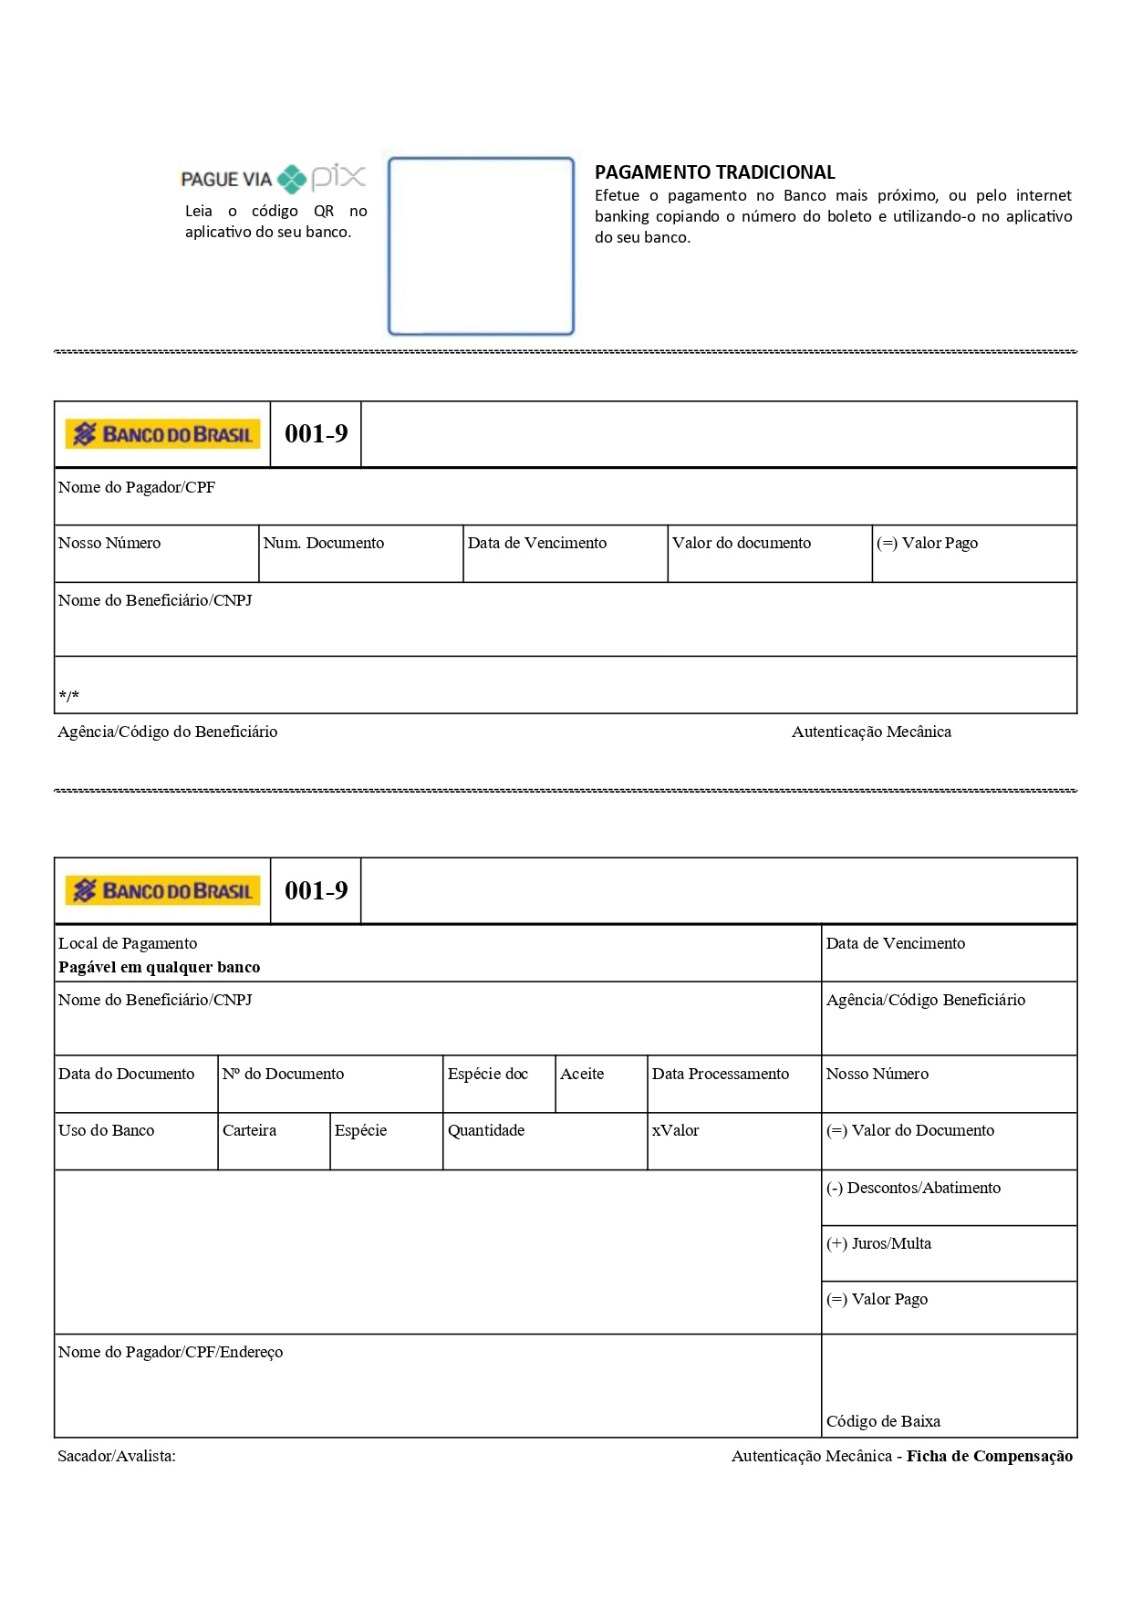 PAGUE VIA pix
Leia o código QR no
aplicativo do seu banco.
PAGAMENTO TRADICIONAL
Efetue o pagamento no Banco mais próximo, ou pelo internet
banking copiando o número do boleto e utilizando-o no aplicativo
do seu banco.
BANCO DO BRASIL 001-9
Nome do Pagador/CPF
Nosso Número Num. Documento Data de Vencimento Valor do documento (=) Valor Pago
Nome do Beneficiário/CNPJ
*/*
Agência/Código do Beneficiário Autenticação Mecânica
BANCO DO BRASIL 001-9
Local de Pagamento Data de Vencimento
Pagável em qualquer banco
Nome do Beneficiário/CNPJ Agência/Código Beneficiário
Data do Documento Nº do Documento Espécie doc Aceite Data Processamento Nosso Número
Uso do Banco Carteira Espécie Quantidade xValor (=) Valor do Documento
(-) Descontos/Abatimento
(+) Juros/Multa
(=) Valor Pago
Nome do Pagador/CPF/Endereço
Código de Baixa
Sacador/Avalista: Autenticação Mecânica - Ficha de Compensação